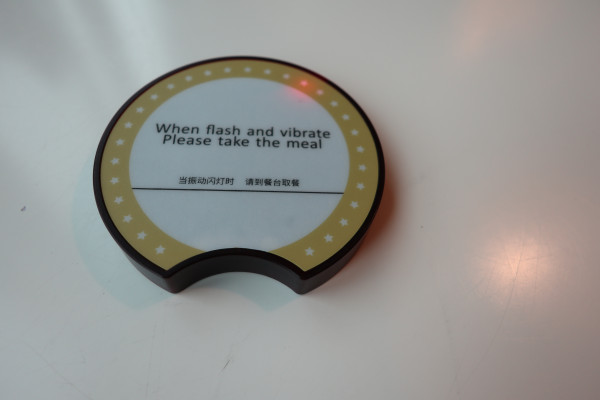 When flash and vibrate
Please take the meal
当振动闪灯时 请到餐台取餐